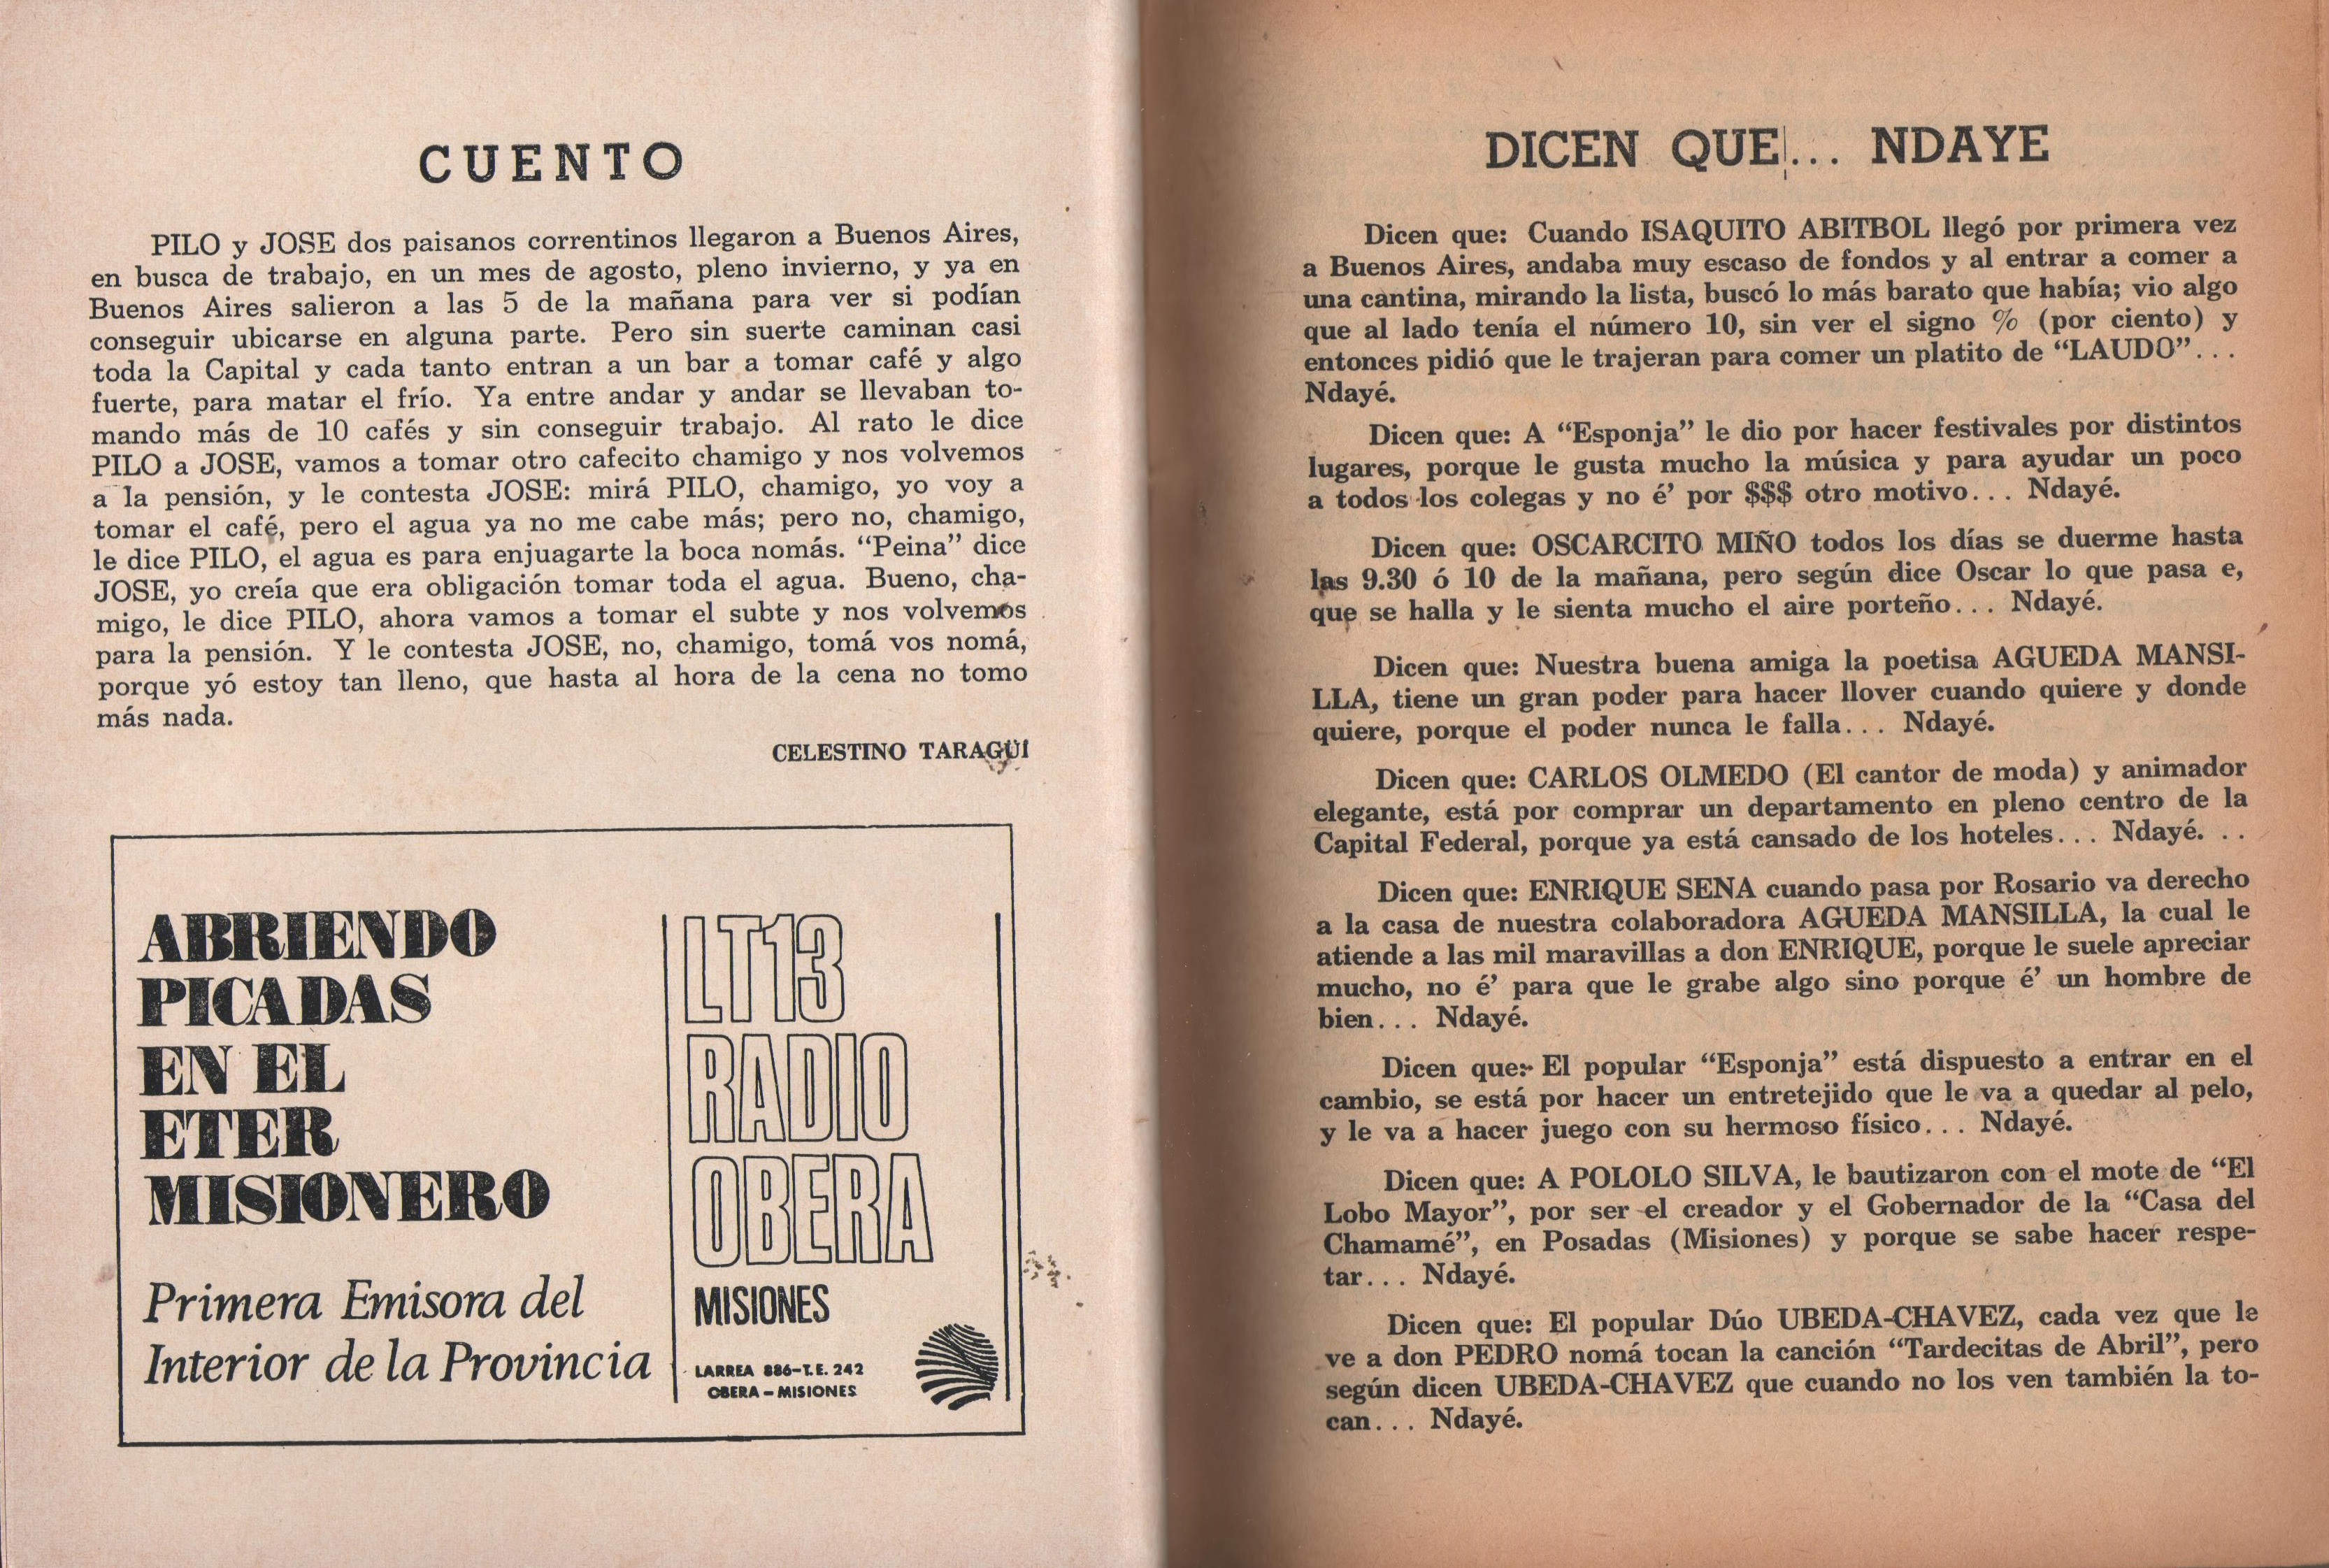 CUENTO
PILO y JOSE dos paisanos correntinos llegaron a Buenos Aires,
en busca de trabajo, en un mes de agosto, pleno invierno, y ya en
Buenos Aires salieron a las 5 de la mañana para ver si podían
conseguir ubicarse en alguna parte. Pero sin suerte caminan casi
toda la Capital y cada tanto entran a un bar a tomar café y algo
fuerte, para matar el frío. Ya entre andar y andar se llevaban to-
mando más de 10 cafés y sin conseguir trabajo. Al rato le dice
PILO a JOSE, vamos a tomar otro cafecito chamigo y nos volvemos
a la pensión, y le contesta JOSE: mirá PILO, chamigo, yo voy a
tomar el café, pero el agua ya no me cabe más; pero no, chamigo,
le dice PILO, el agua es para enjuagarte la boca nomás. “Peina” dice
JOSE, yo creía que era obligación tomar toda el agua. Bueno, cha-
migo, le dice PILO, ahora vamos a tomar el subte y nos volvemos
para la pensión. Y le contesta JOSE, no, chamigo, tomá vos nomá,
porque yó estoy tan lleno, que hasta al hora de la cena no tomo
más nada.
CELESTINO TARAGÜI
ABRIENDO
PICADAS
EN EL
ETER
MISIONERO
Primera Emisora del
Interior de la Provincia
LT13
RADIO
OBERA
MISIONES
LARREA 886-T.E. 242
OBERA - MISIONES
DICEN QUE... NDAYE
Dicen que: Cuando ISAQUITO ABITBOL llegó por primera vez
a Buenos Aires, andaba muy escaso de fondos y al entrar a comer a
una cantina, mirando la lista, buscó lo más barato que había; vio algo
que al lado tenía el número 10, sin ver el signo % (por ciento) y
entonces pidió que le trajeran para comer un platito de “LAUDO”...
Ndayé.
Dicen que: A “Esponja” le dio por hacer festivales por distintos
lugares, porque le gusta mucho la música y para ayudar un poco
a todos los colegas y no é’ por $$$ otro motivo... Ndayé.
Dicen que: OSCARCITO MIÑO todos los días se duerme hasta
las 9.30 ó 10 de la mañana, pero según dice Oscar lo que pasa e,
que se halla y le sienta mucho el aire porteño... Ndayé.
Dicen que: Nuestra buena amiga la poetisa AGUEDA MANSI-
LLA, tiene un gran poder para hacer llover cuando quiere y donde
quiere, porque el poder nunca le falla... Ndayé.
Dicen que: CARLOS OLMEDO (El cantor de moda) y animador
elegante, está por comprar un departamento en pleno centro de la
Capital Federal, porque ya está cansado de los hoteles... Ndayé. ..
Dicen que: ENRIQUE SENA cuando pasa por Rosario va derecho
a la casa de nuestra colaboradora AGUEDA MANSILLA, la cual le
atiende a las mil maravillas a don ENRIQUE, porque le suele apreciar
mucho, no é’ para que le grabe algo sino porque é’ un hombre de
bien... Ndayé.
Dicen que: El popular “Esponja” está dispuesto a entrar en el
cambio, se está por hacer un entretejido que le va a quedar al pelo,
y le va a hacer juego con su hermoso físico... Ndayé.
Dicen que: A POLOLO SILVA, le bautizaron con el mote de “El
Lobo Mayor”, por ser el creador y el Gobernador de la “Casa del
Chamamé”, en Posadas (Misiones) y porque se sabe hacer respe-
tar... Ndayé.
Dicen que: El popular Dúo UBEDA-CHAVEZ, cada vez que le
ve a don PEDRO nomá tocan la canción “Tardecitas de Abril”, pero
según dicen UBEDA-CHAVEZ que cuando no los ven también la to-
can... Ndayé.